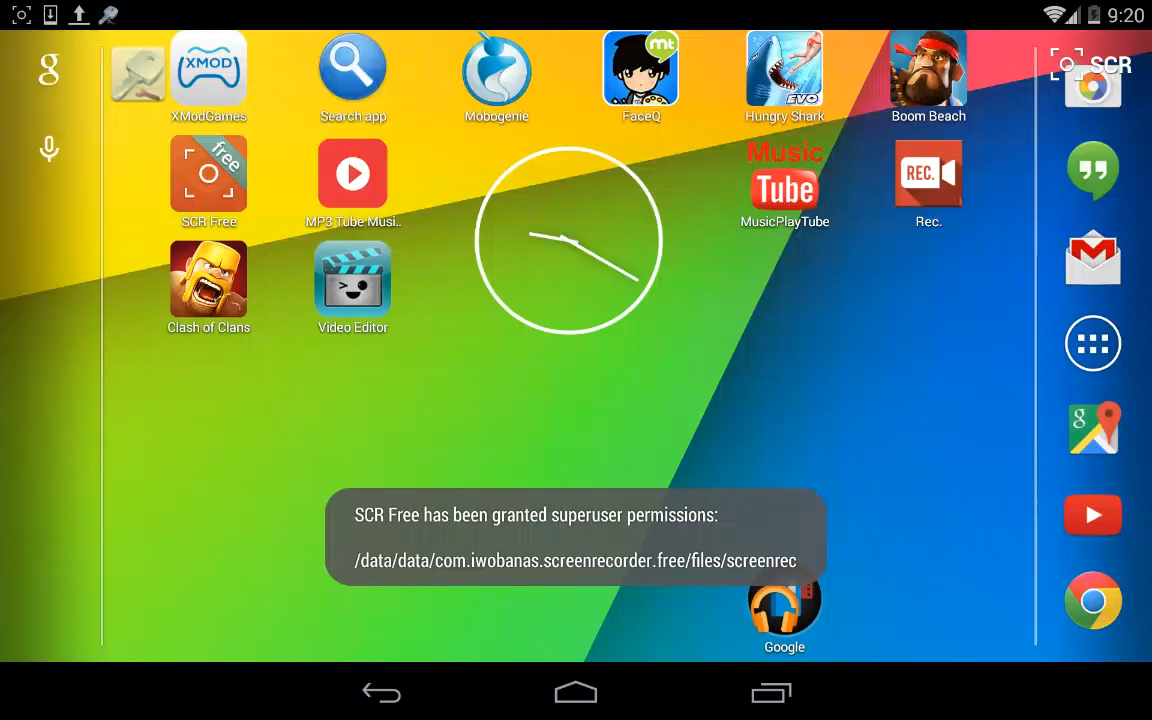 9:20
g
XMOD
mt
EVO
SCR
XModGames
Search app
Mobogenie
FaceQ
Hungry Shark
Boom Beach
free
Music
Tube
REC.
SCR Free
MP3 Tube Musi..
MusicPlayTube
Rec.
Clash of Clans
Video Editor
g
SCR Free has been granted superuser permissions:
/data/data/com.iwobanas.screenrecorder.free/files/screenrec
Google